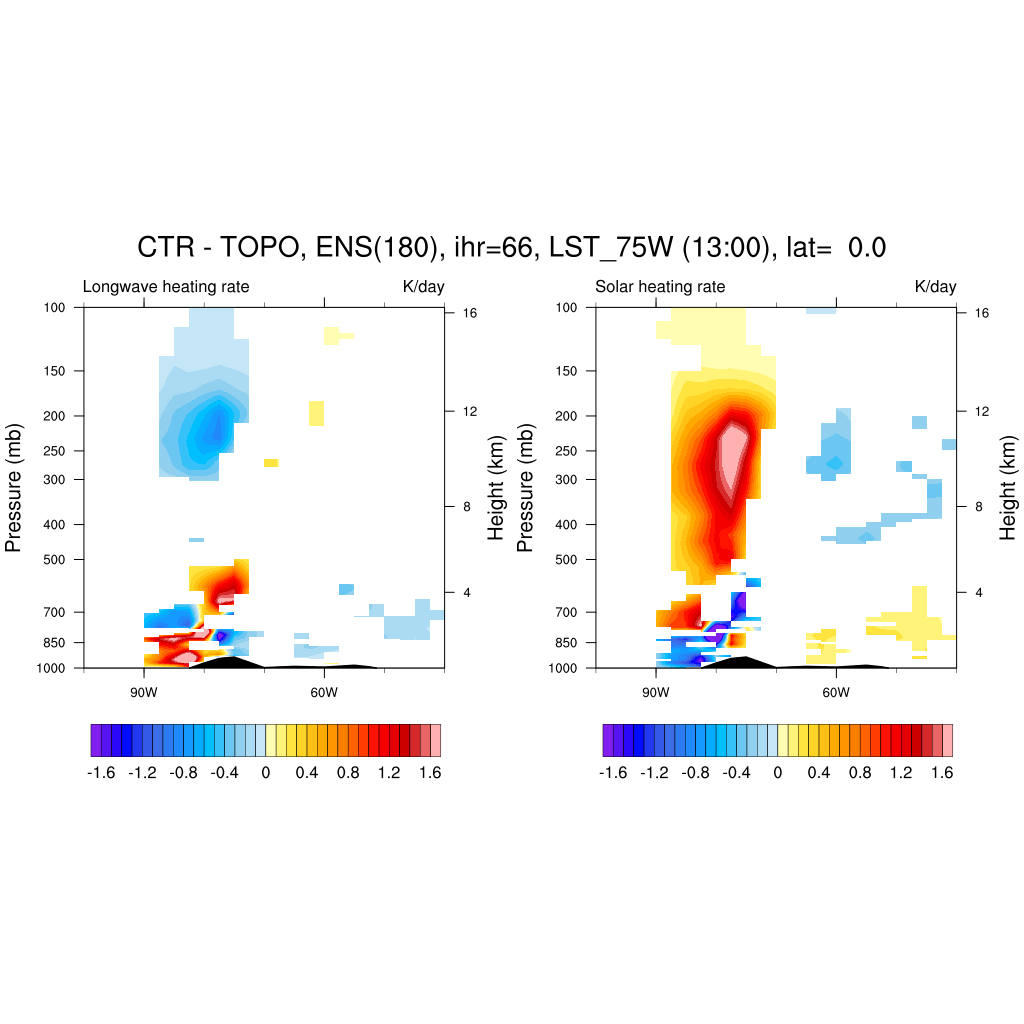 CTR - TOPO, ENS(180), ihr=66, LST_75W (13:00), lat= 0.0
Longwave heating rate K/day
100
150
200
250
300
400
500
700
850
1000
Pressure (mb)
16
12
8
4
Height (km)
90W 60W
-1.6 -1.2 -0.8 -0.4 0 0.4 0.8 1.2 1.6
Solar heating rate K/day
100
150
200
250
300
400
500
700
850
1000
Pressure (mb)
16
12
8
4
Height (km)
90W 60W
-1.6 -1.2 -0.8 -0.4 0 0.4 0.8 1.2 1.6